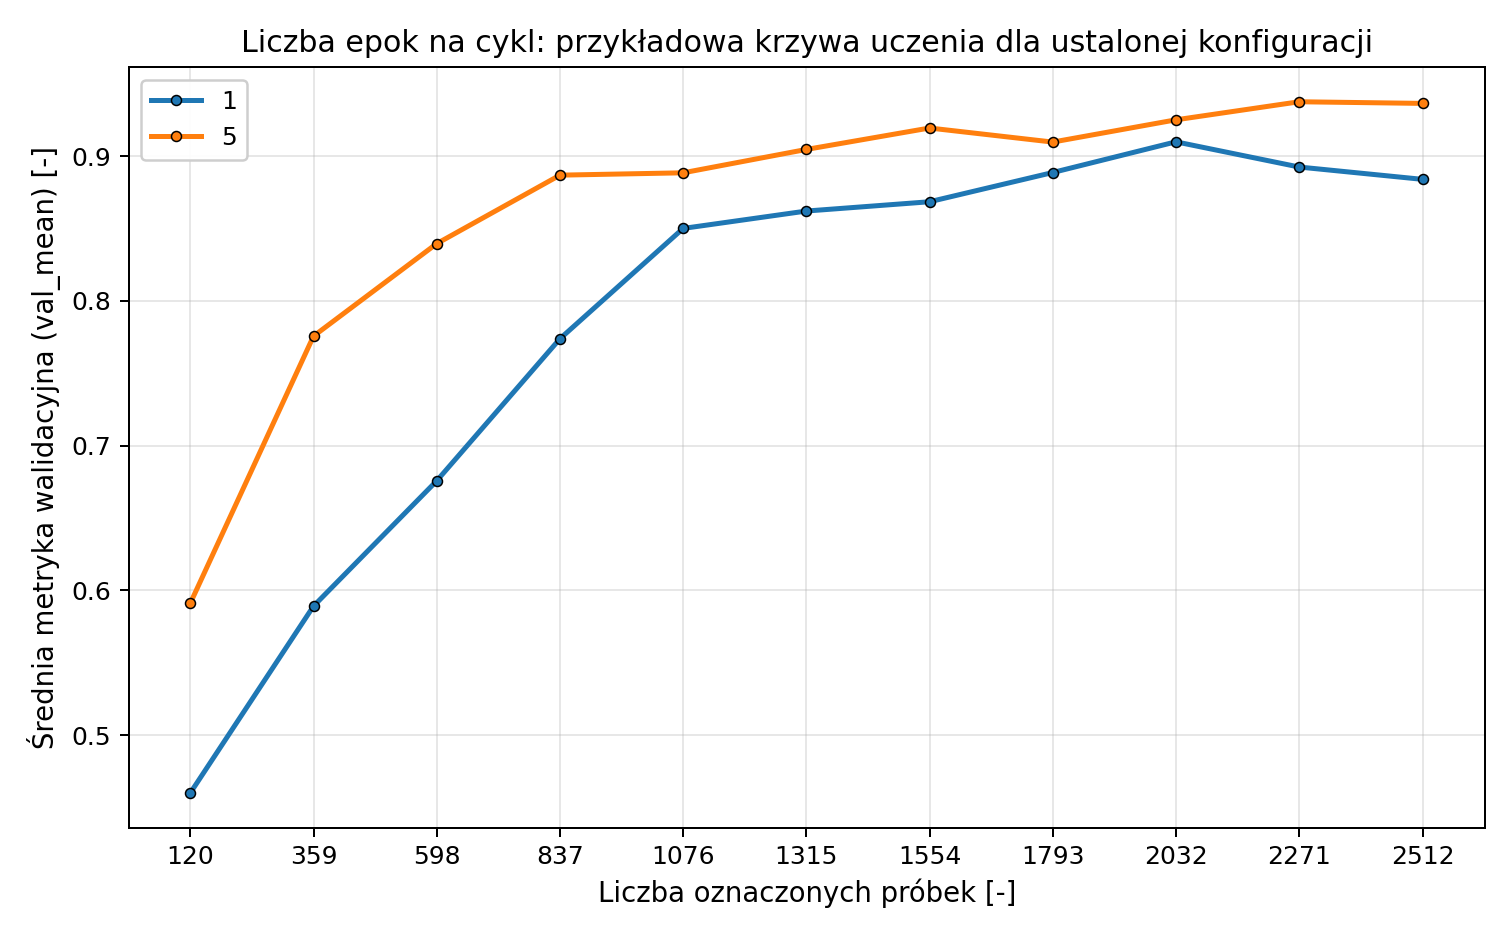 Liczba epok na cykl: przykładowa krzywa uczenia dla ustalonej konfiguracji
1
5
Średnia metryka walidacyjna (val_mean) [-]
0.9
0.8
0.7
0.6
0.5
120 359 598 837 1076 1315 1554 1793 2032 2271 2512
Liczba oznaczonych próbek [-]